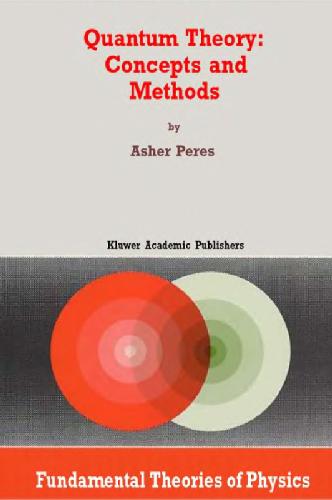 Quantum Theory:
Concepts and
Methods
by
Asher Peres
Kluwer Academic Publishers
Fundamental Theories of Physics